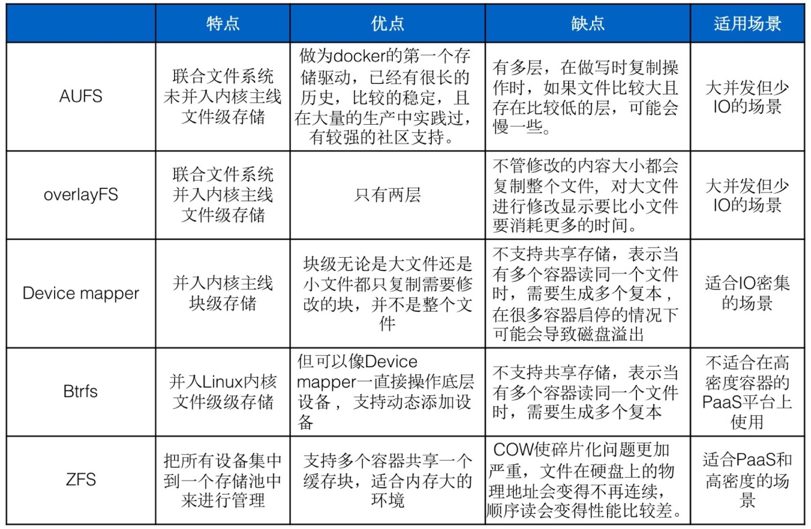 特点
优点
缺点
适用场景
AUFS
联合文件系统
未并入内核主线
文件级存储
做为docker的第一个存
储驱动，已经有很长的
历史，比较的稳定，且
在大量的生产中实践过，
有较强的社区支持。
有多层，在做写时复制操
作时，如果文件比较大且
存在比较低的层，可能会
慢一些。
大并发但少
IO的场景
overlayFS
联合文件系统
并入内核主线
文件级存储
只有两层
不管修改的内容大小都会
复制整个文件，对大文件
进行修改显示要比小文件
要消耗更多的时间。
大并发但少
IO的场景
Device mapper
并入内核主线
块级存储
块级无论是大文件还是
小文件都只复制需要修
改的块，并不是整个文
件
不支持共享存储，表示当
有多个容器读同一个文件
时，需要生成多个复本，
在很多容器启停的情况下
可能会导致磁盘溢出
适合IO密集
的场景
Btrfs
并入Linux内核
文件级级存储
但可以像Device
mapper一直接操作底层
设备，支持动态添加设
备
不支持共享存储，表示当
有多个容器读同一个文件
时，需要生成多个复本
不适合在高
密度容器的
PaaS平台上
使用
ZFS
把所有设备集中
到一个存储池中
来进行管理
支持多个容器共享一个
缓存块，适合内存大的
环境
COW使碎片化问题更加
严重，文件在硬盘上的物
理地址会变得不再连续，
顺序读会变得性能比较差。
适合PaaS和
高密度的场
景